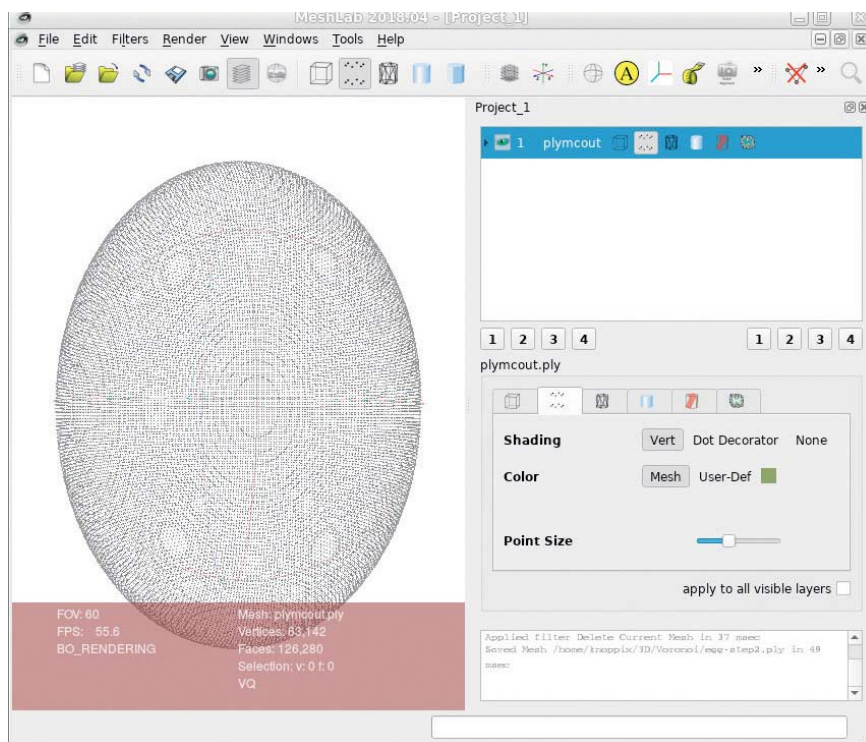 MeshLab 2018.04 - [Project_1]
File Edit Filters Render View Windows Tools Help
A » »
Project_1
1 plymcout
1 2 3 4 1 2 3 4
plymcout.ply
Shading Vert Dot Decorator None
Color Mesh User-Def
Point Size
apply to all visible layers
FOV: 60 Mesh: plymcout.ply
FPS: 55.6 Vertices: 63,142
BO_RENDERING Faces: 126,280
Selection: v: 0 f: 0
VQ
Applied filter Delete Current Mesh in 37 msec
Saved Mesh /home/knoppix/3D/Voronoi/egg-step2.ply in 49
msec